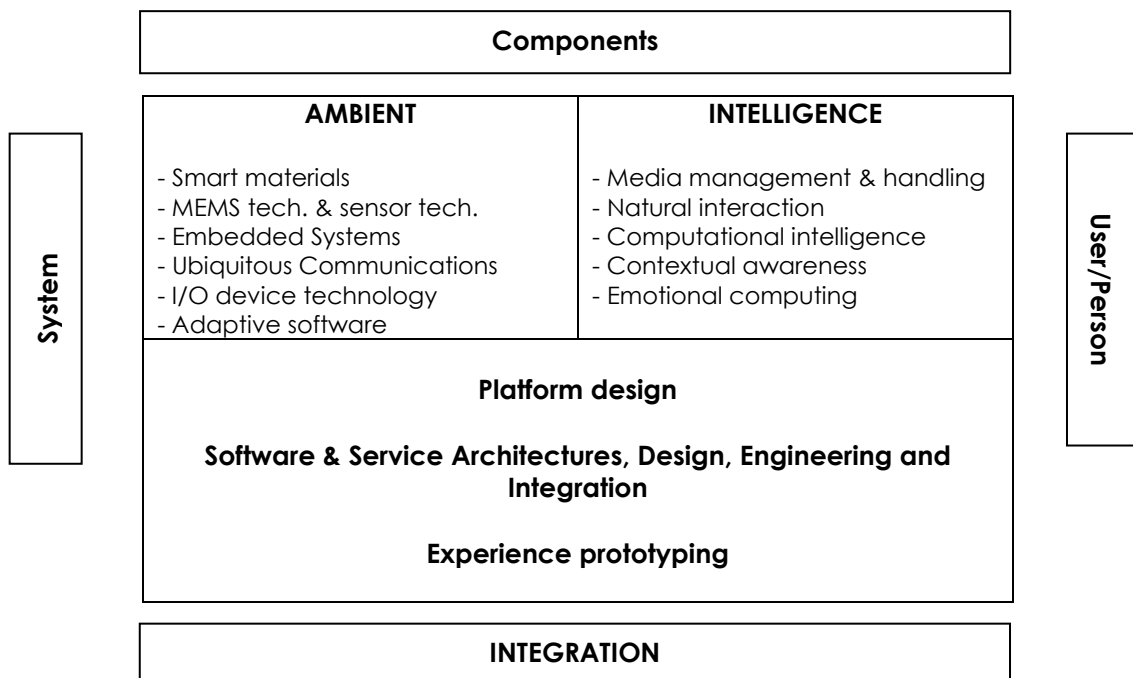 Components
AMBIENT
- Smart materials
- MEMS tech. & sensor tech.
- Embedded Systems
- Ubiquitous Communications
- I/O device technology
- Adaptive software
INTELLIGENCE
- Media management & handling
- Natural interaction
- Computational intelligence
- Contextual awareness
- Emotional computing
System
User/Person
Platform design
Software & Service Architectures, Design, Engineering and
Integration
Experience prototyping
INTEGRATION